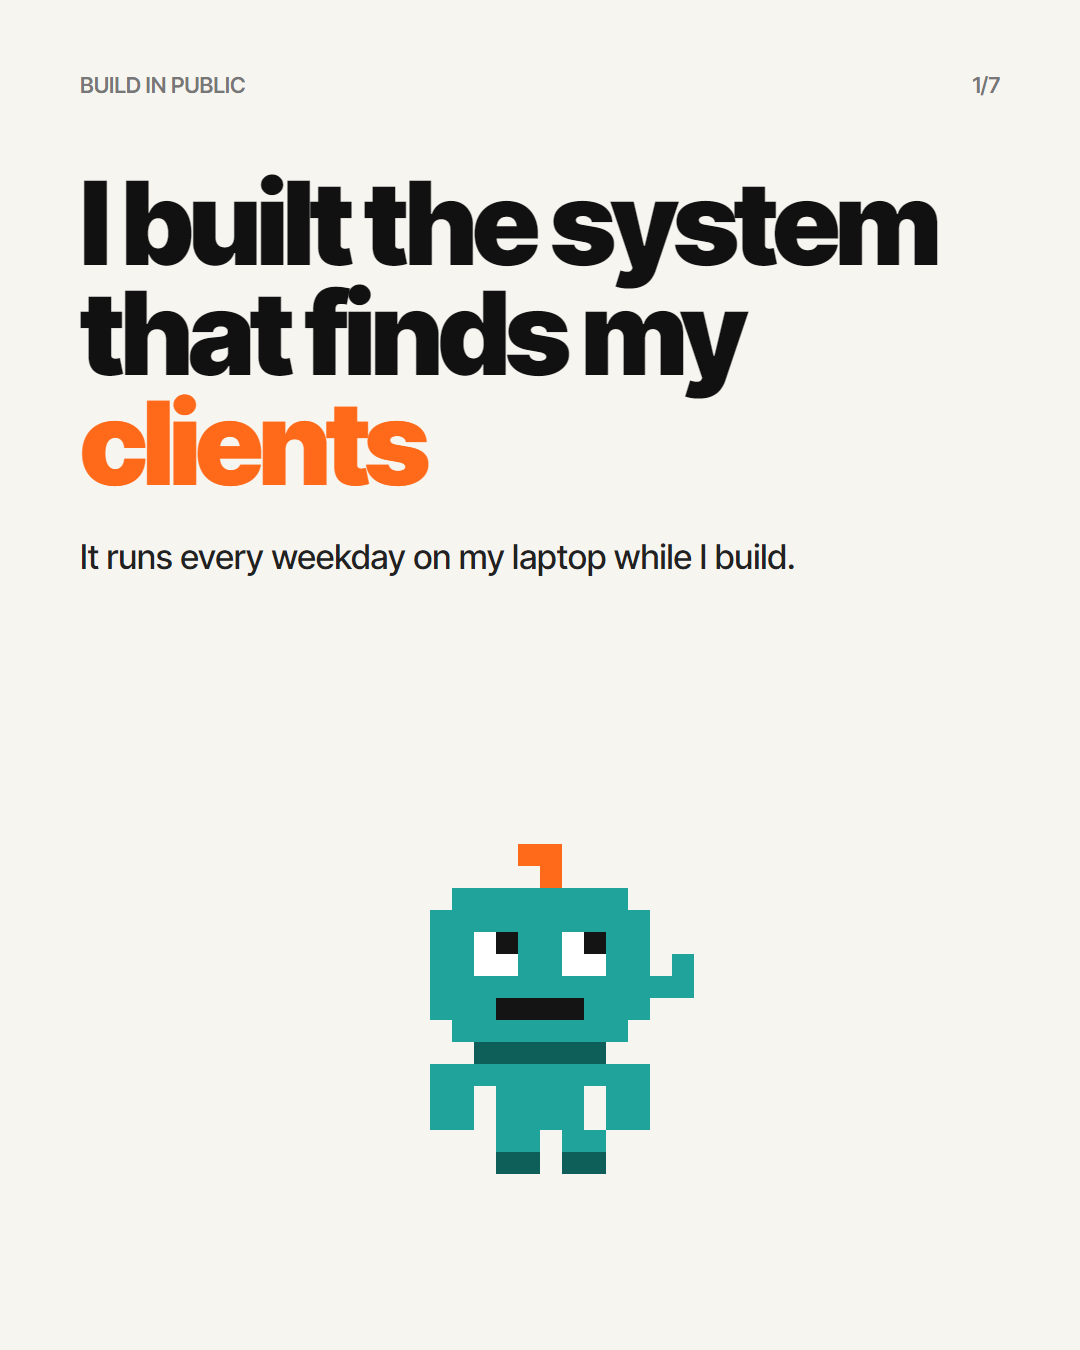 BUILD IN PUBLIC
1/7
I built the system
that finds my
clients
It runs every weekday on my laptop while I build.